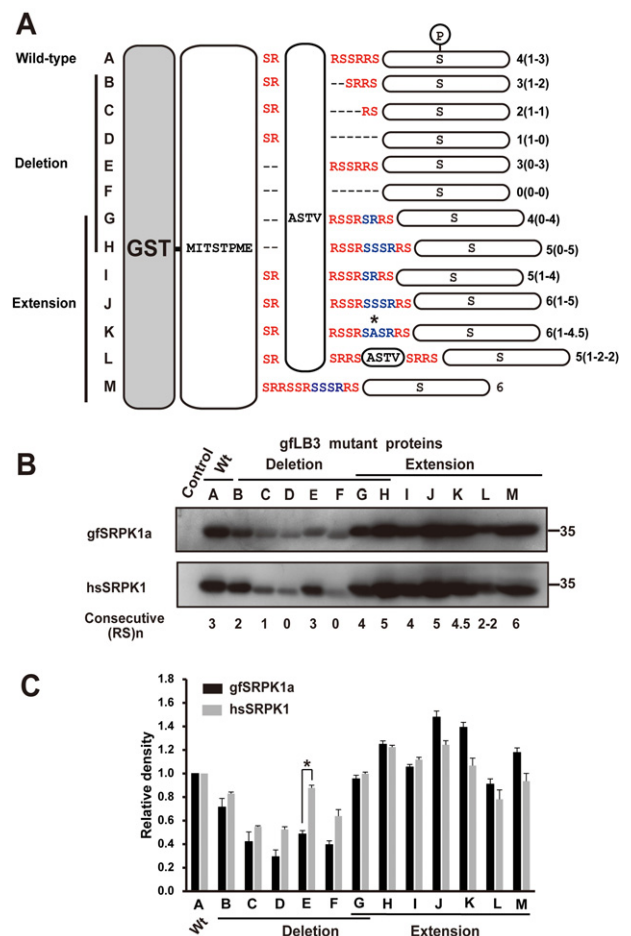 A
P
Wild-type A SR RSSRRS S 4(1-3)
B SR --SRRS S 3(1-2)
C SR ----RS S 2(1-1)
D SR ------ S 1(1-0)
Deletion E -- RSSRRS S 3(0-3)
F -- ------ S 0(0-0)
G -- ASTV RSSRSRRS S 4(0-4)
GST MITSTPME
H -- RSSRSSSRRS S 5(0-5)
I SR RSSRSRRS S 5(1-4)
Extension J SR RSSRSSSRRS S 6(1-5)
*
K SR RSSRSASRRS S 6(1-4.5)
L SR SRRS ASTV SRRS S 5(1-2-2)
M SRRSSRSSSRRS S 6
B
gfLB3 mutant proteins
Control Wt Deletion Extension
A B C D E F G H I J K L M
gfSRPK1a 35
hsSRPK1 35
Consecutive (RS)n 3 2 1 0 3 0 4 5 4 5 4.5 2-2 6
C
gfSRPK1a
hsSRPK1
Relative density
1.8
1.6
1.4
1.2
1.0
0.8
0.6
0.4
0.2
0.0
*
A B C D E F G H I J K L M
Wt Deletion Extension